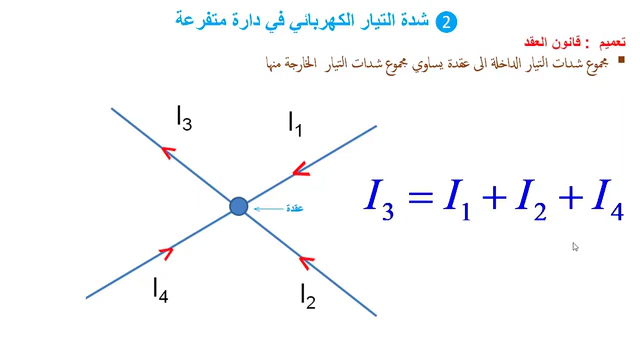 2 شدة التيار الكهربائي في دارة متفرعة
تعميم : قانون العقد
مجموع شدات التيار الداخلة الى عقدة يساوي مجموع شدات التيار الخارجة منها
I3
I1
I3 = I1 + I2 + I4
عقدة
I4
I2